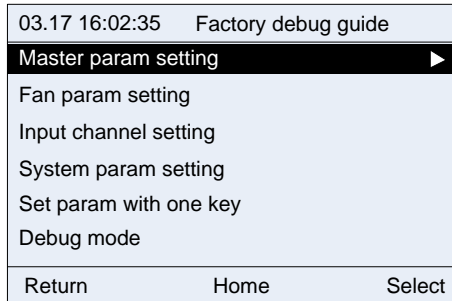 03.17 16:02:35 Factory debug guide
Master param setting
Fan param setting
Input channel setting
System param setting
Set param with one key
Debug mode
Return Home Select